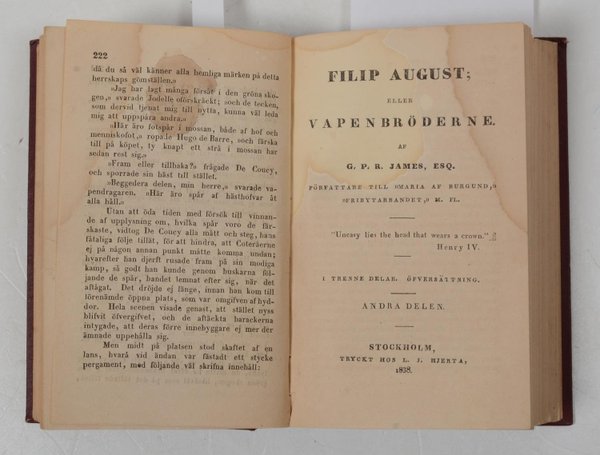 222
då du så väl känner alla hemliga märken på detta
herrskaps gömställen.»
»Jag har lagt många försåt i den gröna sko-
gen,» svarade Jodelle oförskräckt; »och de tecken,
som dervid tjenat mig till nytta, kunna väl leda
mig att uppspåra andra.»
»Här äro fotspår i mossan, både af hof och
menniskofot,» ropade Hugo de Barre, »och färska
till på köpet, ty knapt ett strå i mossan har
sedan rest sig.»
»Fram eller tillbaka?» frågade De Coucy,
och sporrade sin häst till stället.
»Beggedera delen, min herre,» svarade va-
pendragaren. »Här äro spår af hästhofvar åt
alla håll.»
Utan att öda tiden med försök till vinnan-
de af upplysning om, hvilka spår voro de fär-
skaste, vidtog De Coucy alla mått och steg, hans
fåtaliga följe tillät, för att hindra, att Coteråerne
ej på någon annan punkt måtte komma undan;
hvarefter han djerft rusade fram på sin modiga
kamp, så godt han kunde genom buskarna föl-
jande de spår, bandet lemnat efter sig, när det
aftågat. Det dröjde ej länge, innan han kom till
förenämde öppna plats, som var omgifven af hyd-
dor. Hela scenen visade genast, att stället nyss
blifvit öfvergifvet, och de aftäckta barackerna
intygade, att deras förre innebyggare ej mer der
ämnade uppehålla sig.
Men midt på platsen stod skaftet af en
lans, hvarå vid ändan var fästadt ett stycke
pergament, med följande väl skrifna innehåll:
FILIP AUGUST;
ELLER
VAPENBRÖDERNE.
AF
G. P. R. JAMES, ESQ.
FÖRFATTARE TILL »MARIA AF BURGUND,»
»FRIBYTARBANDET,» M. FL.
"Uneasy lies the head that wears a crown."
Henry IV.
I TRENNE DELAR. ÖFVERSÄTTNING.
ANDRA DELEN.
STOCKHOLM,
TRYCKT HOS L. J. HJERTA,
1838.